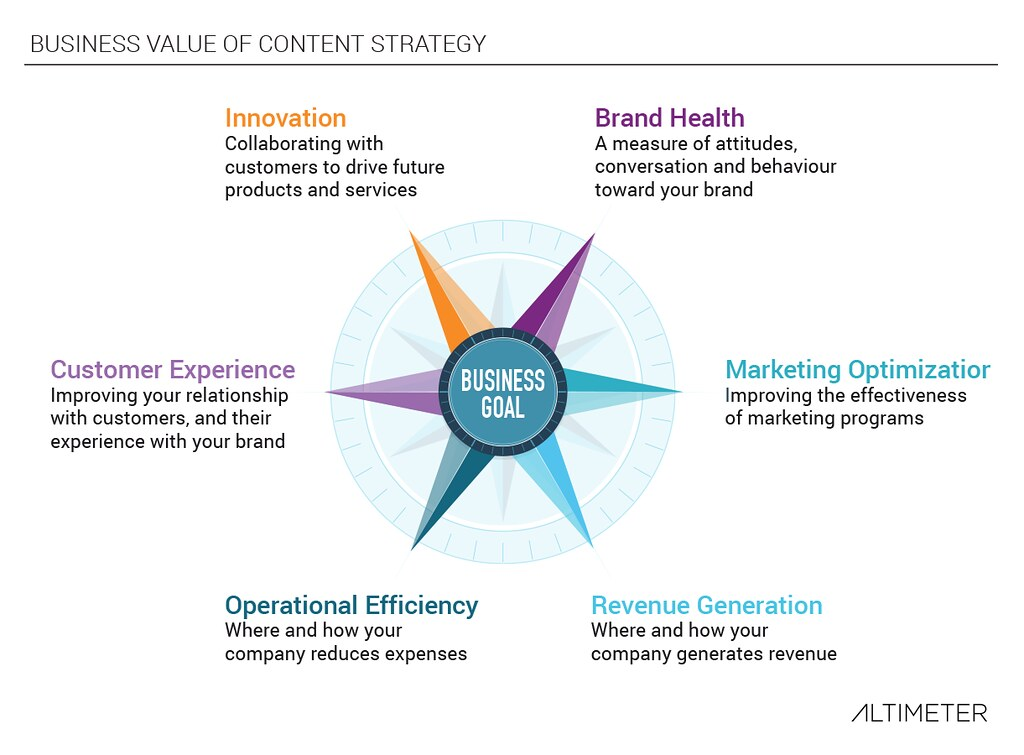 BUSINESS VALUE OF CONTENT STRATEGY
Innovation
Collaborating with
customers to drive future
products and services
Brand Health
A measure of attitudes,
conversation and behaviour
toward your brand
Customer Experience
Improving your relationship
with customers, and their
experience with your brand
BUSINESS
GOAL
Marketing Optimization
Improving the effectiveness
of marketing programs
Operational Efficiency
Where and how your
company reduces expenses
Revenue Generation
Where and how your
company generates revenue
ALTIMETER